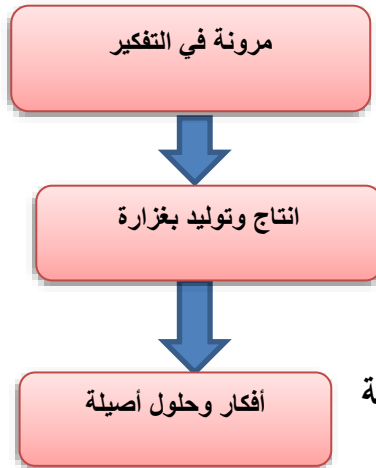 مرونة في التفكير
انتاج وتوليد بغزارة
أفكار وحلول أصيلة